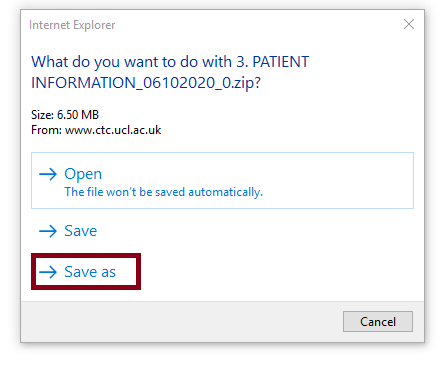 Internet Explorer
What do you want to do with 3. PATIENT
INFORMATION_06102020_0.zip?
Size: 6.50 MB
From: www.ctc.ucl.ac.uk
Open
The file won't be saved automatically.
Save
Save as
Cancel